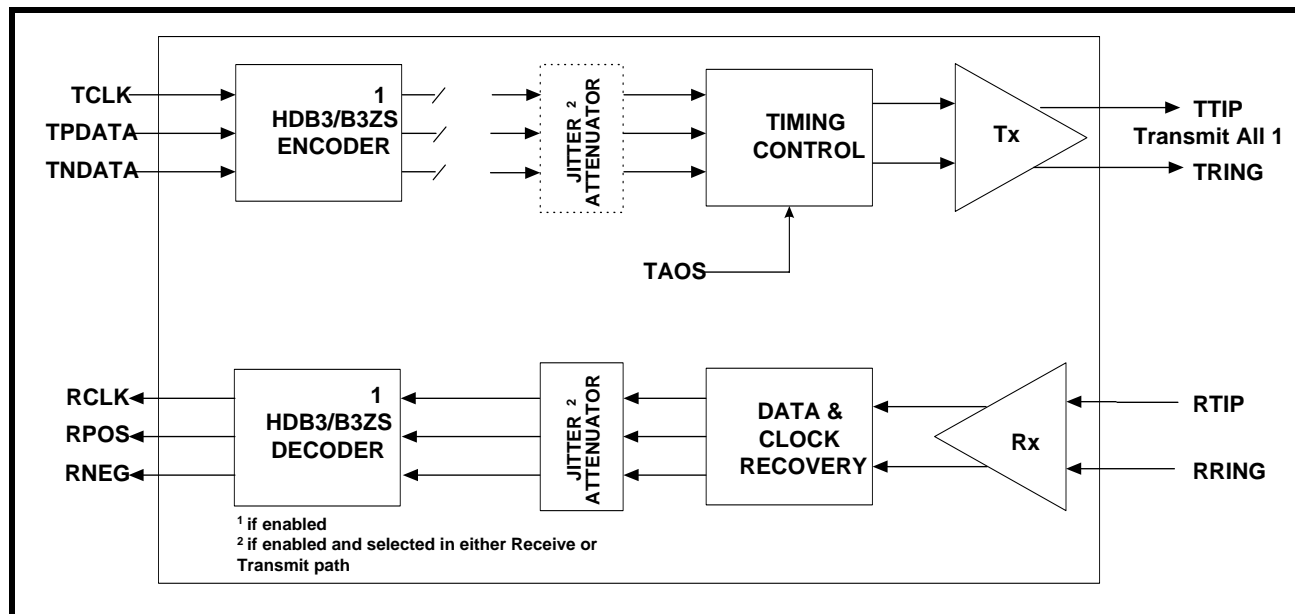 TCLK
TPDATA
TNDATA
1
HDB3/B3ZS
ENCODER
JITTER 2
ATTENUATOR
TIMING
CONTROL
Tx
TTIP
Transmit All 1
TRING
TAOS
RCLK
RPOS
RNEG
1
HDB3/B3ZS
DECODER
JITTER 2
ATTENUATOR
DATA &
CLOCK
RECOVERY
Rx
RTIP
RRING
1 if enabled
2 if enabled and selected in either Receive or
Transmit path